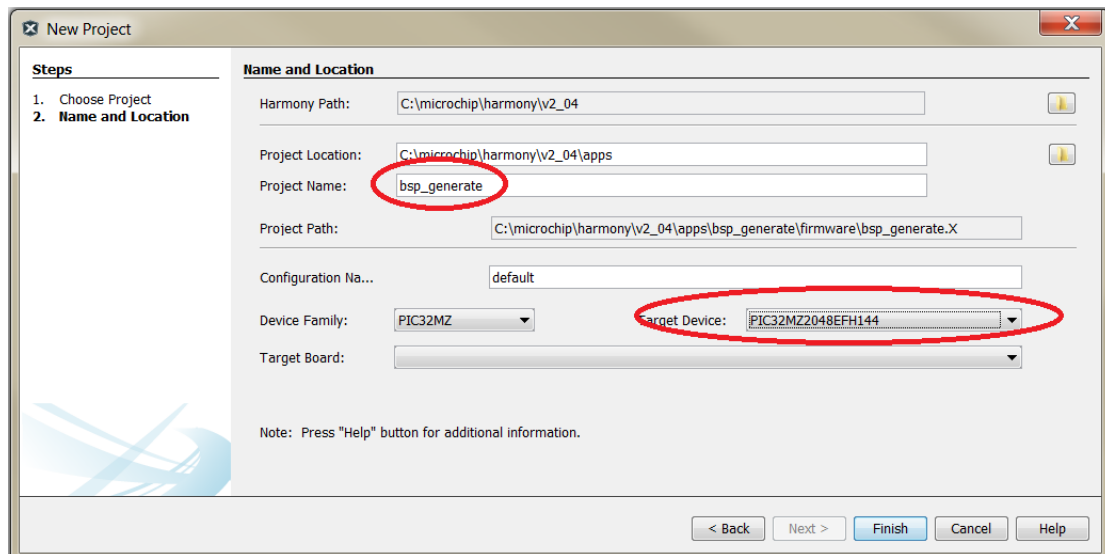 New Project
X
Steps
1. Choose Project
2. Name and Location
Name and Location
Harmony Path: C:\microchip\harmony\v2_04
Project Location: C:\microchip\harmony\v2_04\apps
Project Name: bsp_generate
Project Path: C:\microchip\harmony\v2_04\apps\bsp_generate\firmware\bsp_generate.X
Configuration Na... default
Device Family: PIC32MZ Target Device: PIC32MZ2048EFH144
Target Board:
Note: Press "Help" button for additional information.
< Back Next > Finish Cancel Help